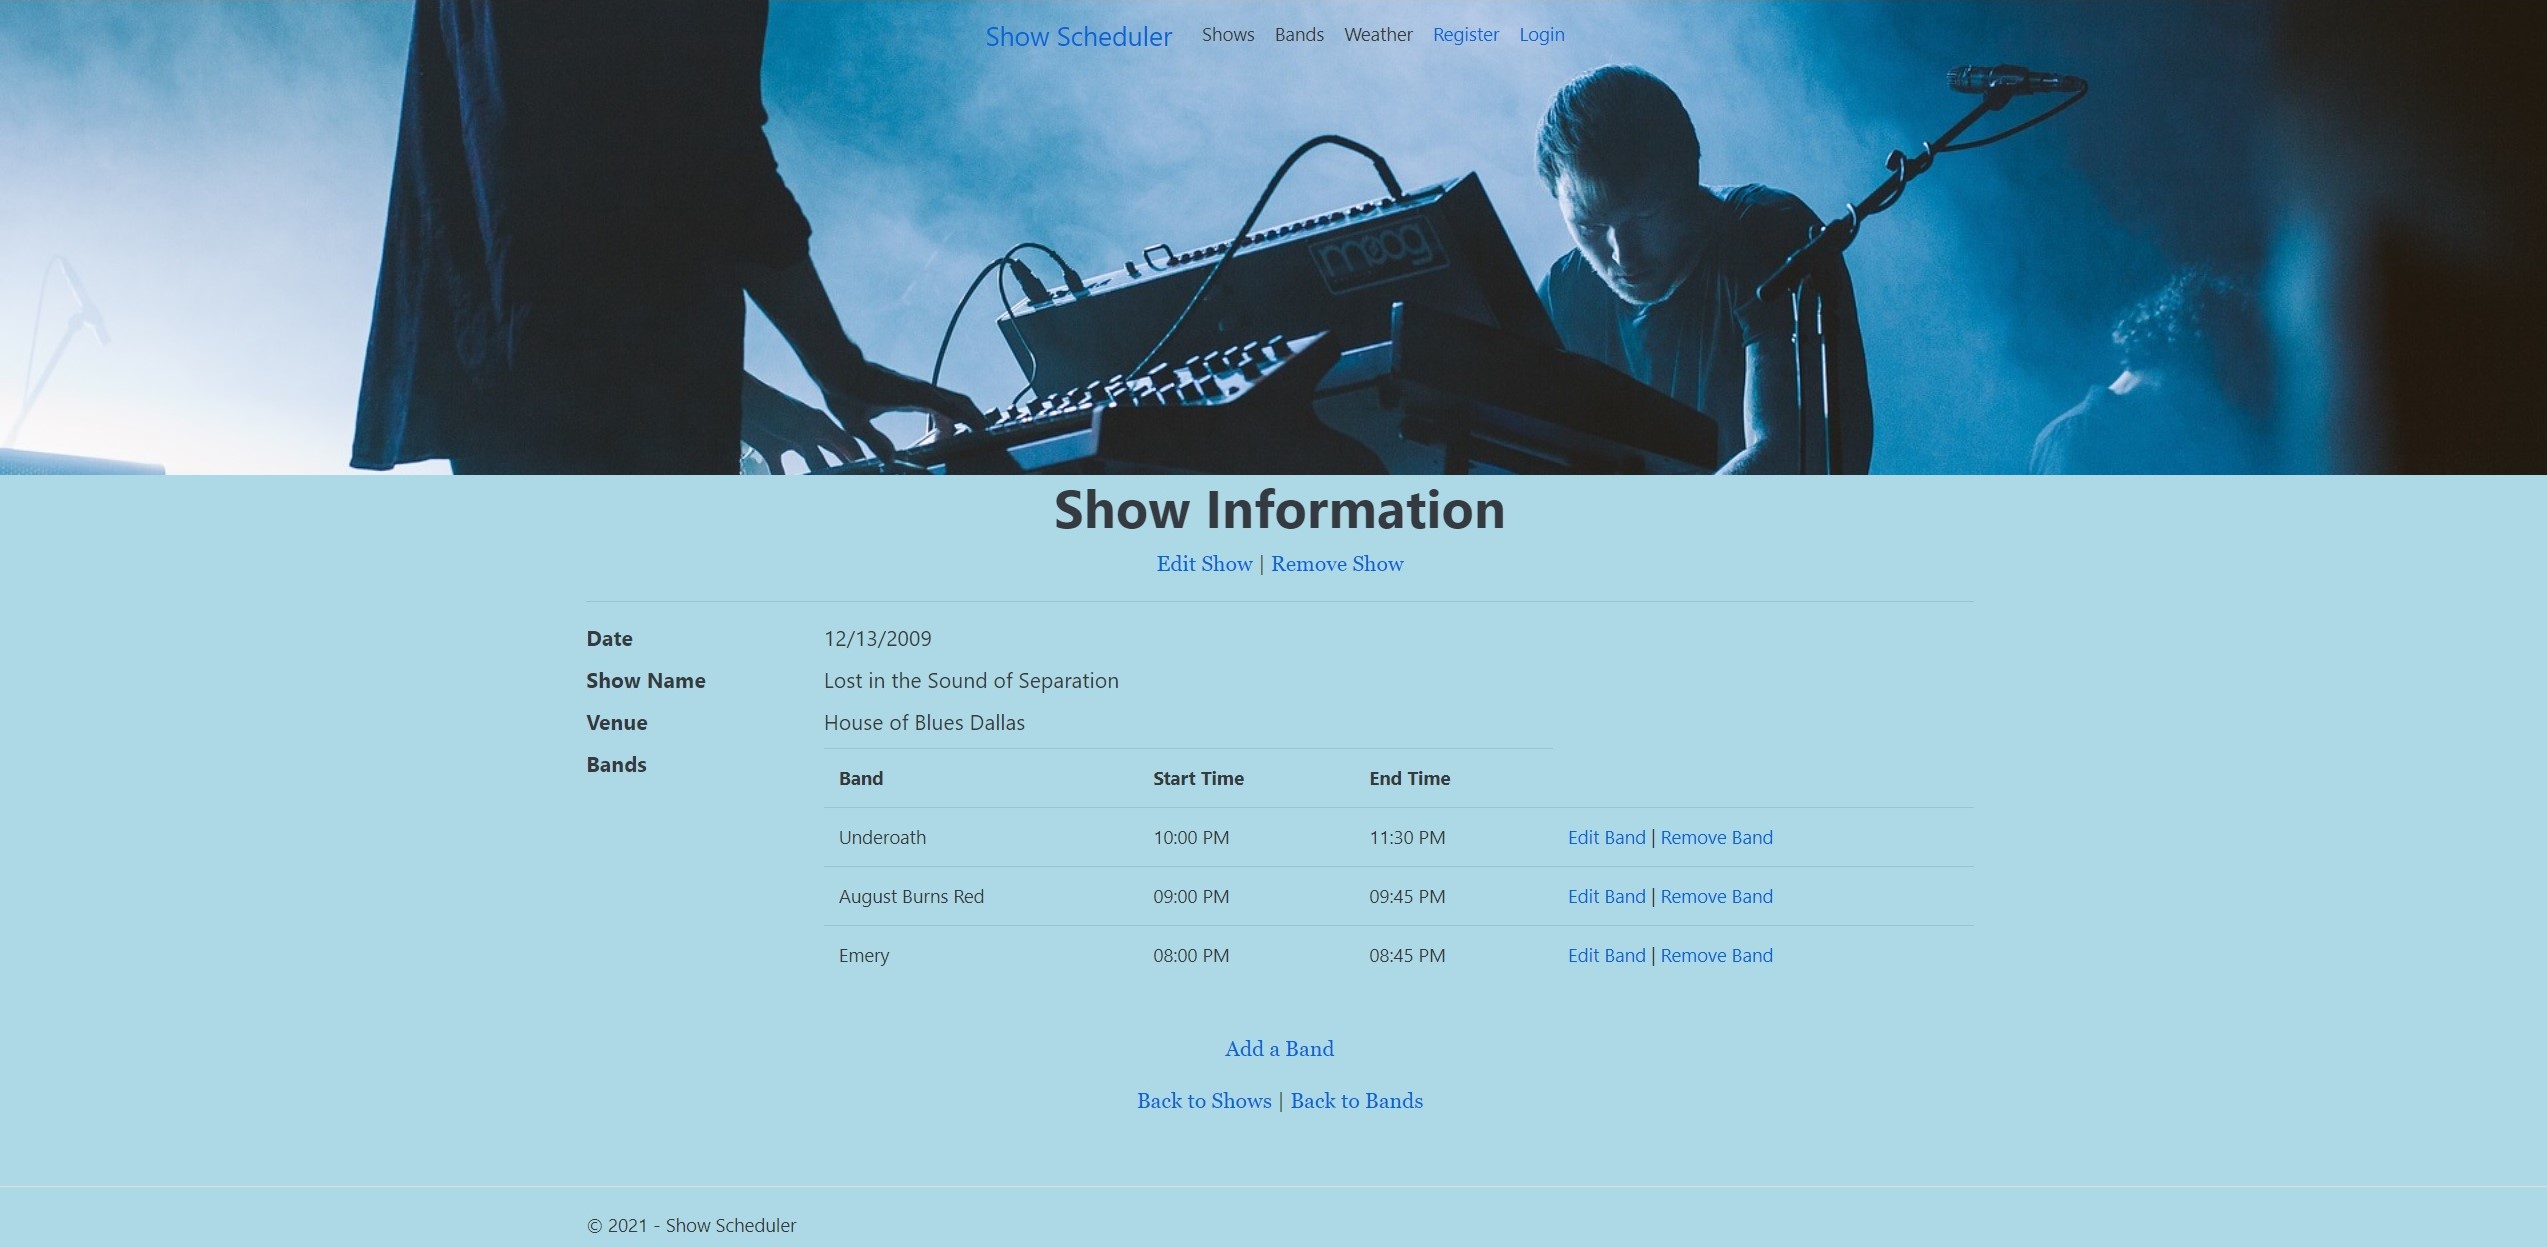 Show Scheduler Shows Bands Weather Register Login
moog
Show Information
Edit Show | Remove Show
Date 12/13/2009
Show Name Lost in the Sound of Separation
Venue House of Blues Dallas
Bands
Band Start Time End Time
Underoath 10:00 PM 11:30 PM Edit Band | Remove Band
August Burns Red 09:00 PM 09:45 PM Edit Band | Remove Band
Emery 08:00 PM 08:45 PM Edit Band | Remove Band
Add a Band
Back to Shows | Back to Bands
© 2021 - Show Scheduler